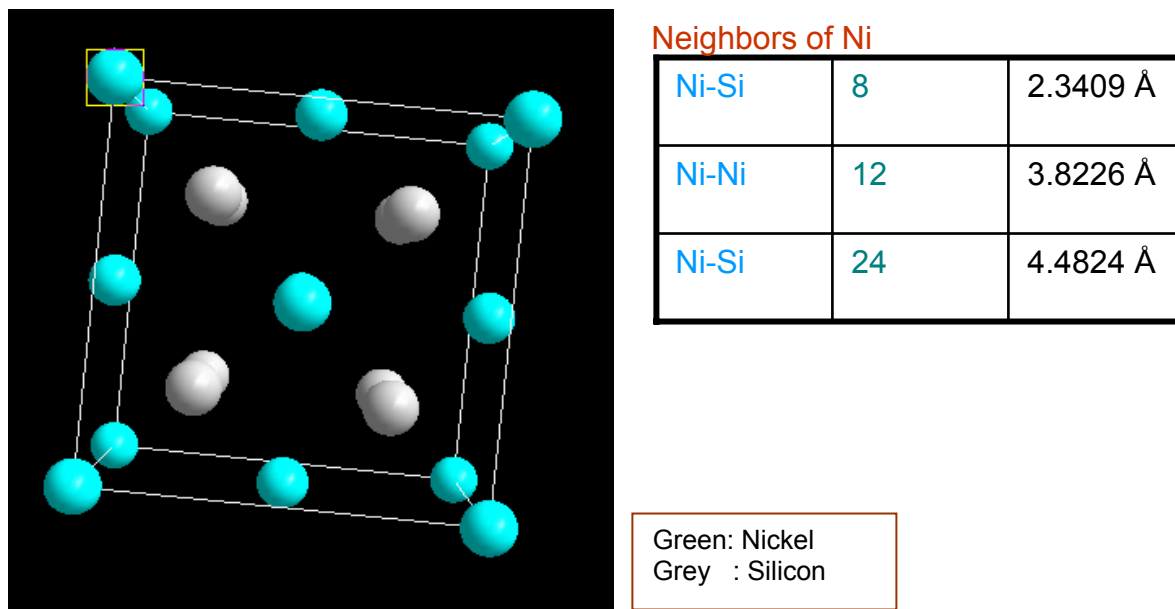 Neighbors of Ni
Ni-Si 8 2.3409 Å
Ni-Ni 12 3.8226 Å
Ni-Si 24 4.4824 Å
Green: Nickel
Grey : Silicon